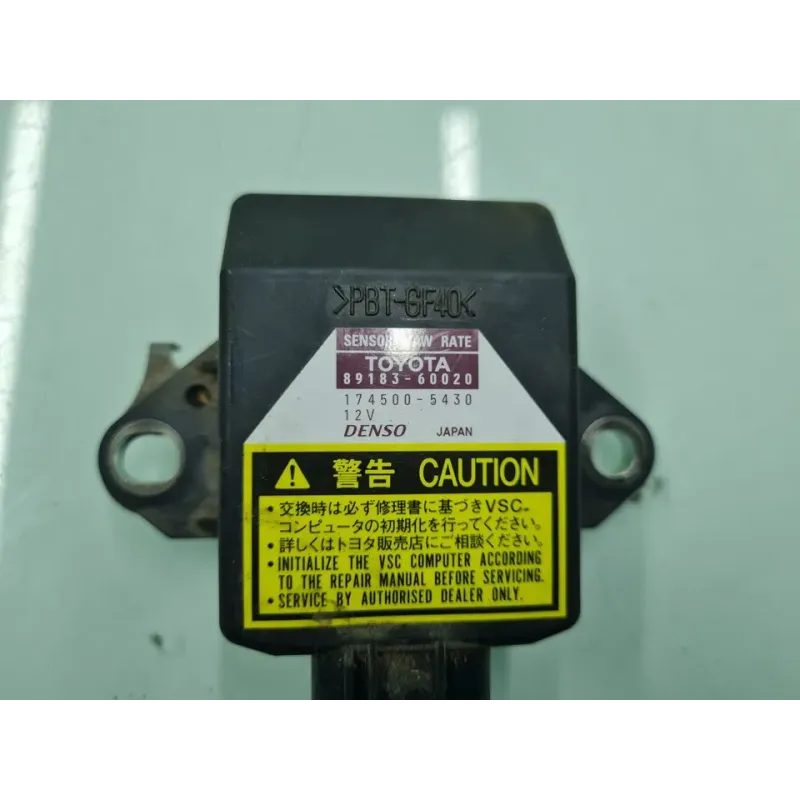 >PBT-GF40<
SENSOR, YAW RATE
TOYOTA
89183-60020
174500-5430
12V
DENSO JAPAN
警告 CAUTION
・交換時は必ず修理書に基づきVSC
コンピュータの初期化を行ってください。
・詳しくはトヨタ販売店にご相談ください。
・INITIALIZE THE VSC COMPUTER ACCORDING
TO THE REPAIR MANUAL BEFORE SERVICING.
・SERVICE BY AUTHORISED DEALER ONLY.